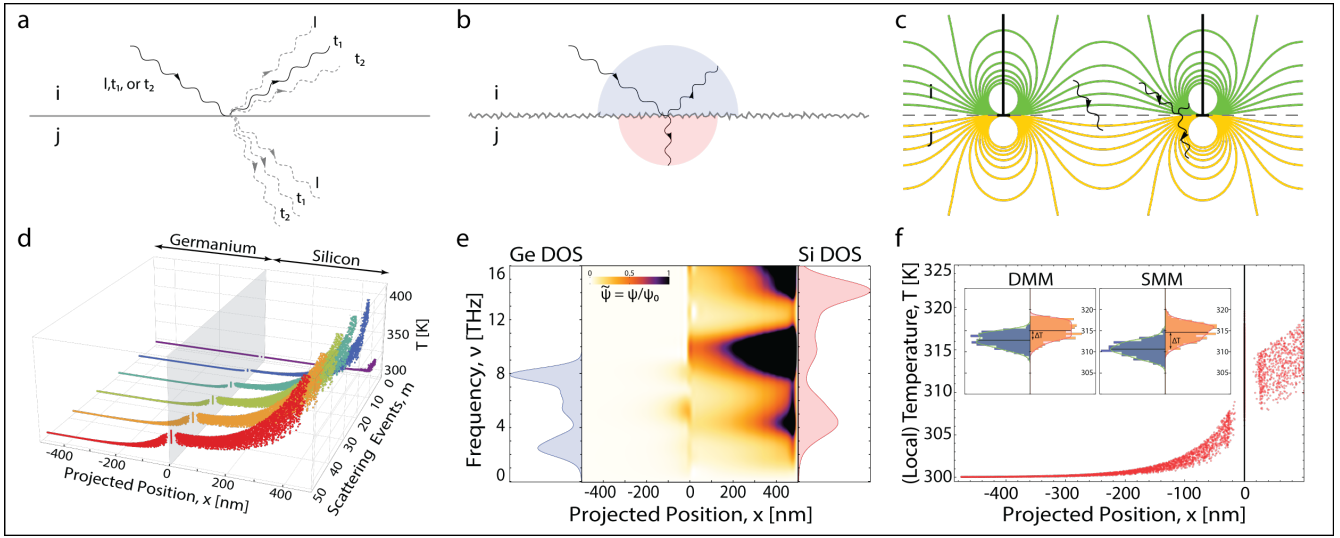 a
l
t₁
t₂
l,t₁, or t₂
i
j
l
t₁
t₂
b
i
j
c
i
j
d
Germanium
Silicon
400
350
T [K]
300
0
10
20
30
40
50
Scattering Events, m
-400
-200
0
200
400
Projected Position, x [nm]
e
Ge DOS
Si DOS
16
12
8
4
0
Frequency, ν [THz]
0
0.5
1
ψ̃ = ψ/ψ₀
-400
-200
0
200
400
Projected Position, x [nm]
f
(Local) Temperature, T [K]
325
320
315
310
305
300
DMM
SMM
320
315
310
305
ΔT
320
315
310
305
ΔT
-400
-300
-200
-100
0
Projected Position, x [nm]